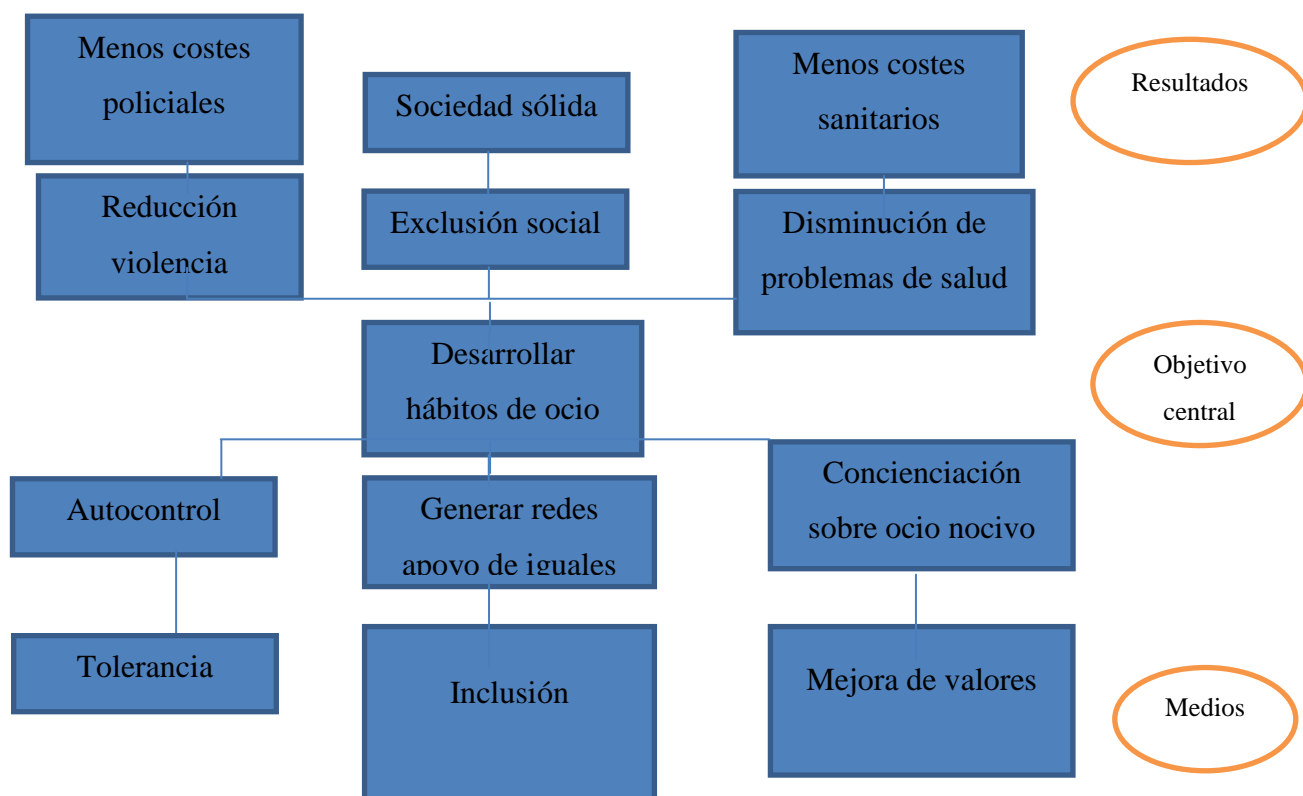 Menos costes
policiales
Sociedad sólida
Menos costes
sanitarios
Resultados
Reducción
violencia
Exclusión social
Disminución de
problemas de salud
Desarrollar
hábitos de ocio
Objetivo
central
Autocontrol
Generar redes
apoyo de iguales
Concienciación
sobre ocio nocivo
Tolerancia
Inclusión
Mejora de valores
Medios